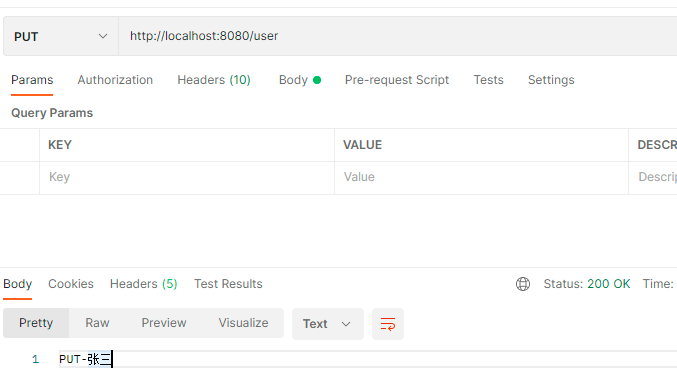 PUT http://localhost:8080/user
Params Authorization Headers (10) Body Pre-request Script Tests Settings
Query Params
KEY VALUE DESCR
Key Value Descrip
Body Cookies Headers (5) Test Results Status: 200 OK Time:
Pretty Raw Preview Visualize Text
1 PUT-张三